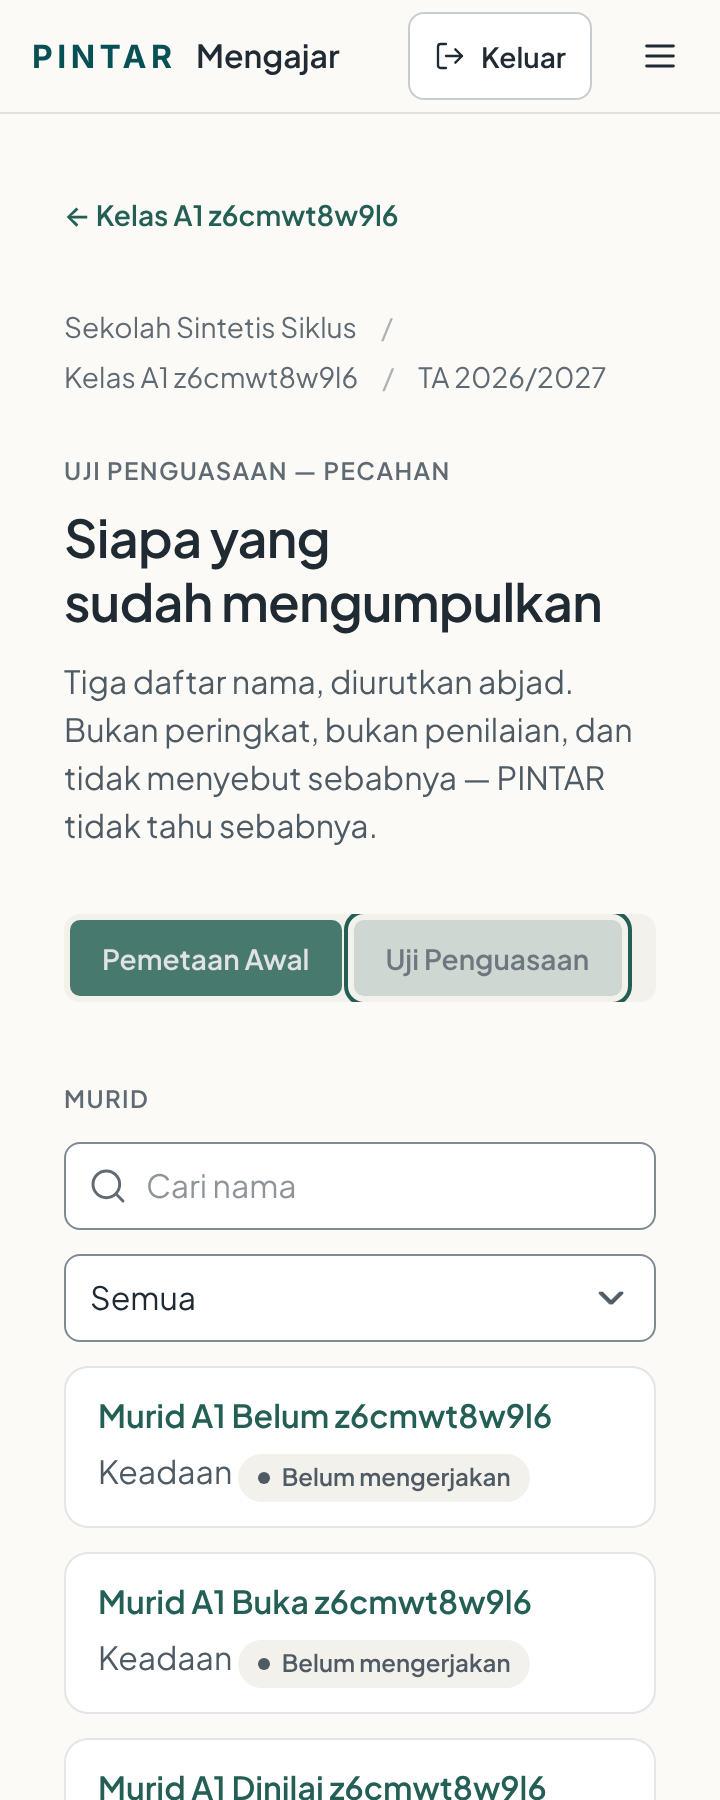 PINTAR Mengajar
Keluar
← Kelas A1 z6cmwt8w9l6
Sekolah Sintetis Siklus /
Kelas A1 z6cmwt8w9l6 / TA 2026/2027
UJI PENGUASAAN — PECAHAN
Siapa yang
sudah mengumpulkan
Tiga daftar nama, diurutkan abjad.
Bukan peringkat, bukan penilaian, dan
tidak menyebut sebabnya — PINTAR
tidak tahu sebabnya.
Pemetaan Awal
Uji Penguasaan
MURID
Cari nama
Semua
Murid A1 Belum z6cmwt8w9l6
Keadaan • Belum mengerjakan
Murid A1 Buka z6cmwt8w9l6
Keadaan • Belum mengerjakan
Murid A1 Dinilai z6cmwt8w9l6